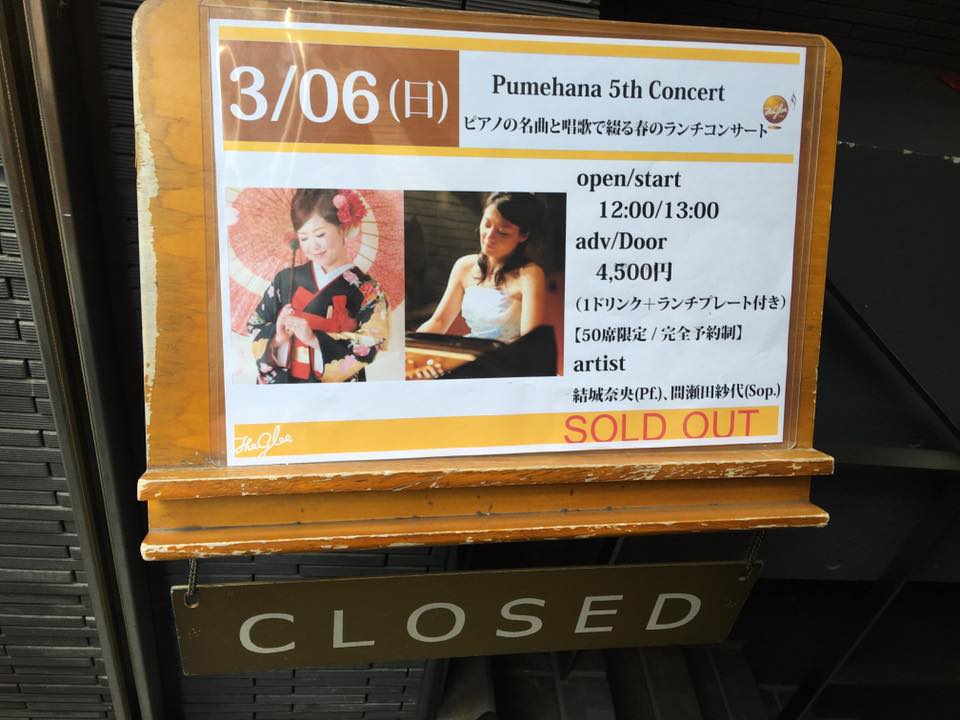 3/06(日)
Pumehana 5th Concert
ピアノの名曲と唱歌で綴る春のランチコンサート
open/start
12:00/13:00
adv/Door
4,500円
(1ドリンク+ランチプレート付き)
【50席限定 / 完全予約制】
artist
結城奈央(Pf.)、間瀬田紗代(Sop.)
SOLD OUT
The Glee
CLOSED